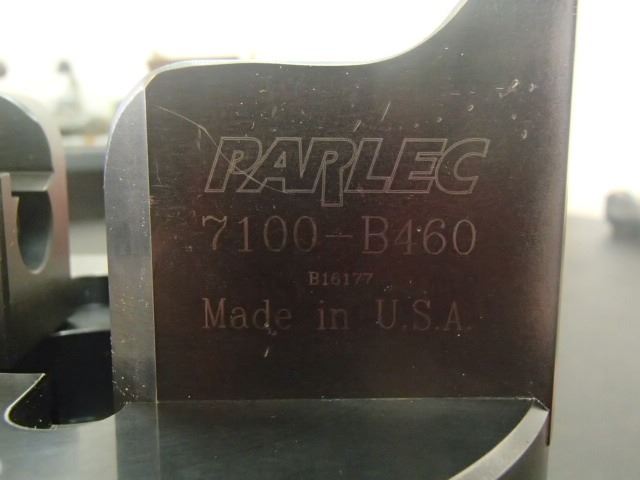 PARLEC
7100-B460
B16177
Made in U.S.A.